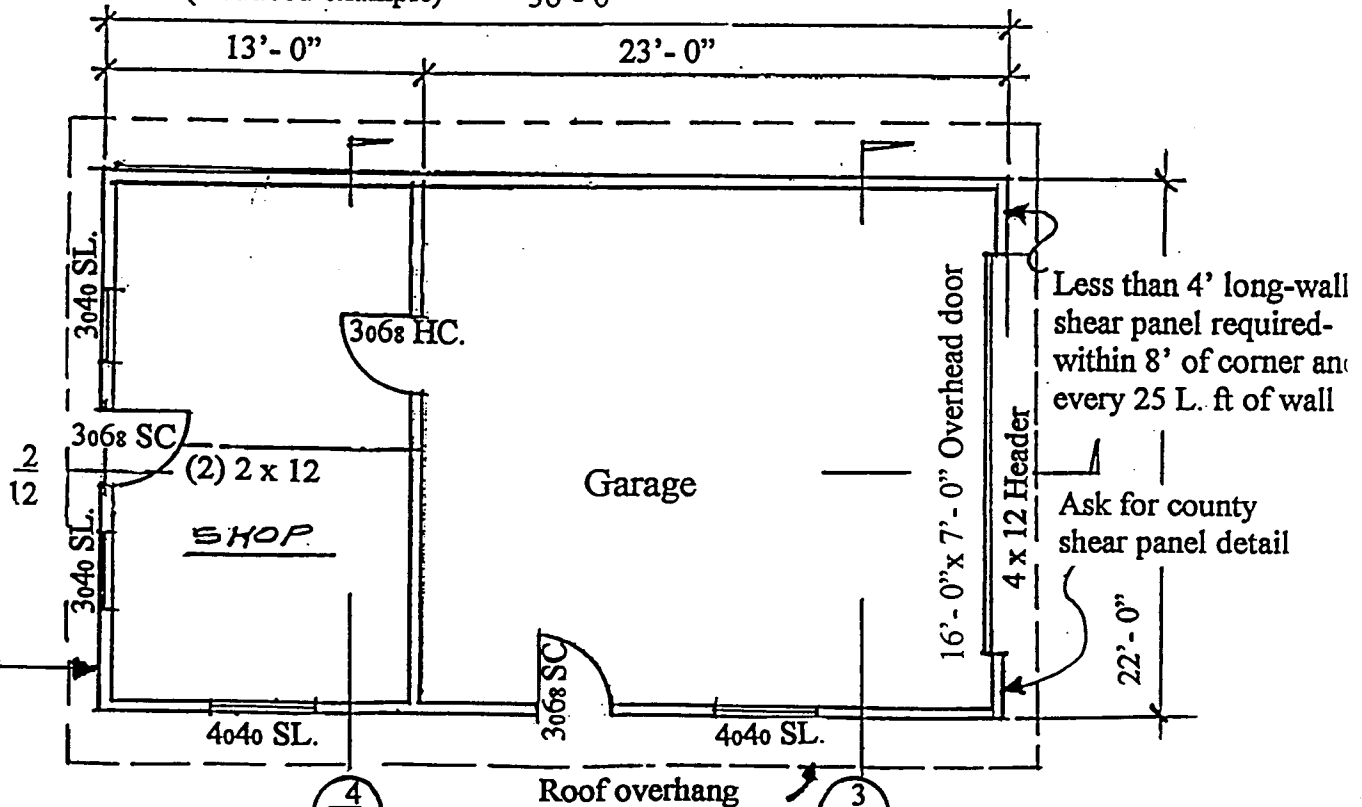 example)
36'- 0"
13'- 0"
23'- 0"
3040 SL.
3068 HC.
3068 SC
2
12
(2) 2 x 12
SHOP
3040 SL.
Garage
16'- 0"x 7'- 0" Overhead door
4 x 12 Header
Less than 4' long-wall
shear panel required-
within 8' of corner and
every 25 L. ft of wall
Ask for county
shear panel detail
22'- 0"
4040 SL.
3068 SC
4040 SL.
4
Roof overhang
3